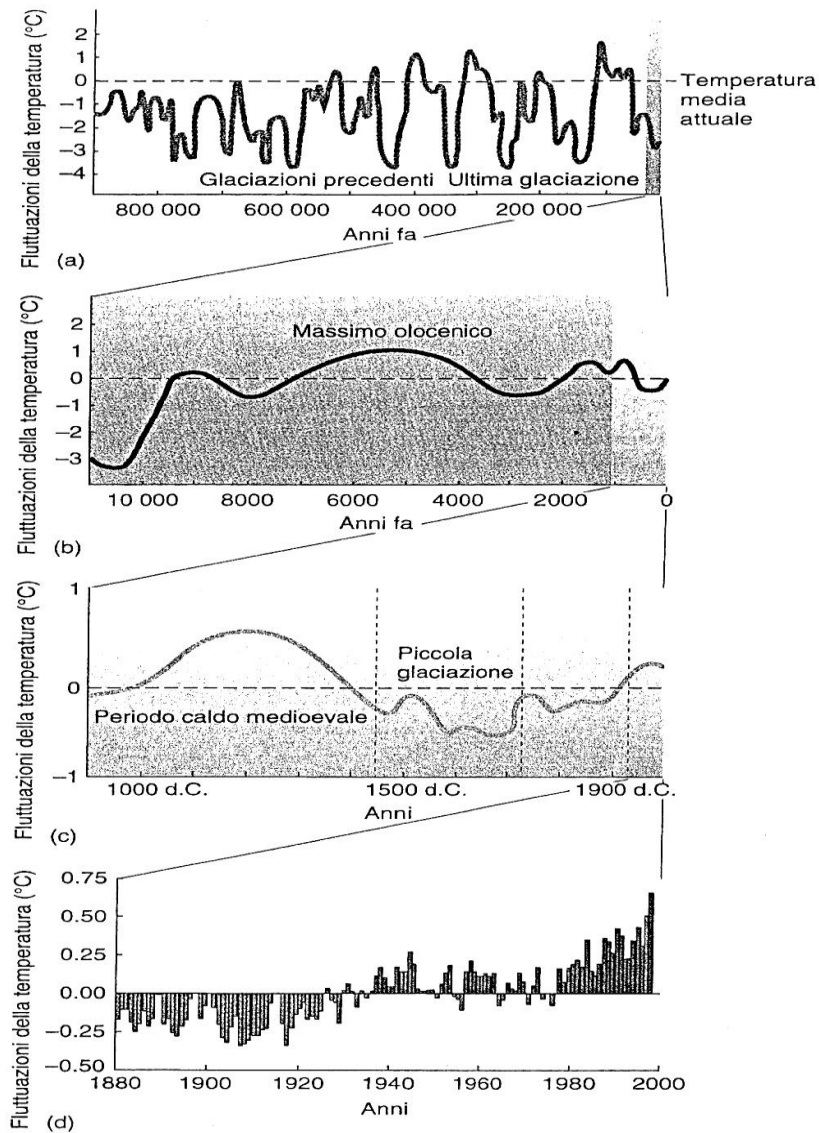 Fluttuazioni della temperatura (°C)
2
1
0
−1
−2
−3
−4
Temperatura
media
attuale
Glaciazioni precedenti
Ultima glaciazione
800 000
600 000
400 000
200 000
Anni fa
(a)
Fluttuazioni della temperatura (°C)
2
1
0
−1
−2
−3
Massimo olocenico
10 000
8000
6000
4000
2000
0
Anni fa
(b)
Fluttuazioni della temperatura (°C)
1
0
−1
Piccola
glaciazione
Periodo caldo medioevale
1000 d.C.
1500 d.C.
1900 d.C.
Anni
(c)
Fluttuazioni della temperatura (°C)
0.75
0.50
0.25
0.00
−0.25
−0.50
1880
1900
1920
1940
1960
1980
2000
Anni
(d)